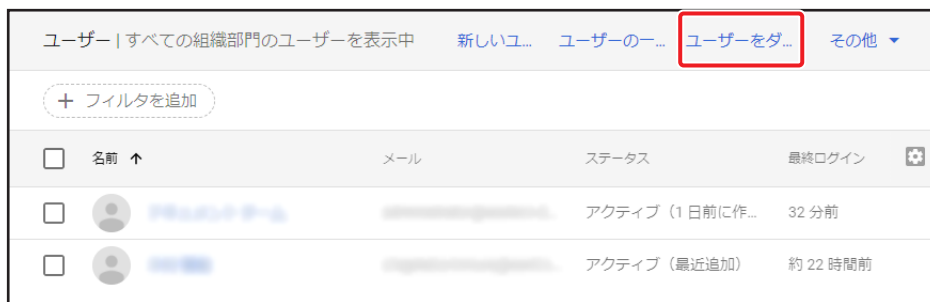 ユーザー | すべての組織部門のユーザーを表示中 新しいユ... ユーザーの一... ユーザーをダ... その他
+ フィルタを追加
名前 ↑ メール ステータス 最終ログイン
アクティブ（1 日前に作... 32 分前
アクティブ（最近追加） 約 22 時間前